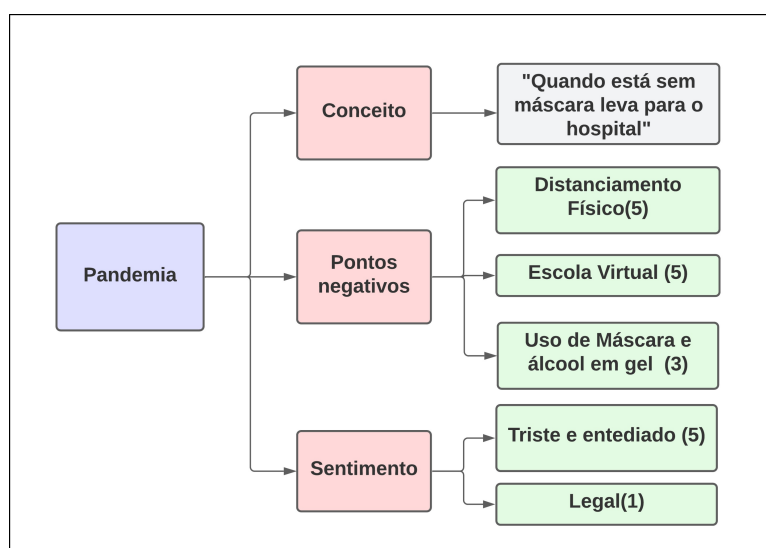 Pandemia
Conceito
"Quando está sem
máscara leva para o
hospital"
Pontos
negativos
Distanciamento
Físico(5)
Escola Virtual (5)
Uso de Máscara e
álcool em gel  (3)
Sentimento
Triste e entediado (5)
Legal(1)